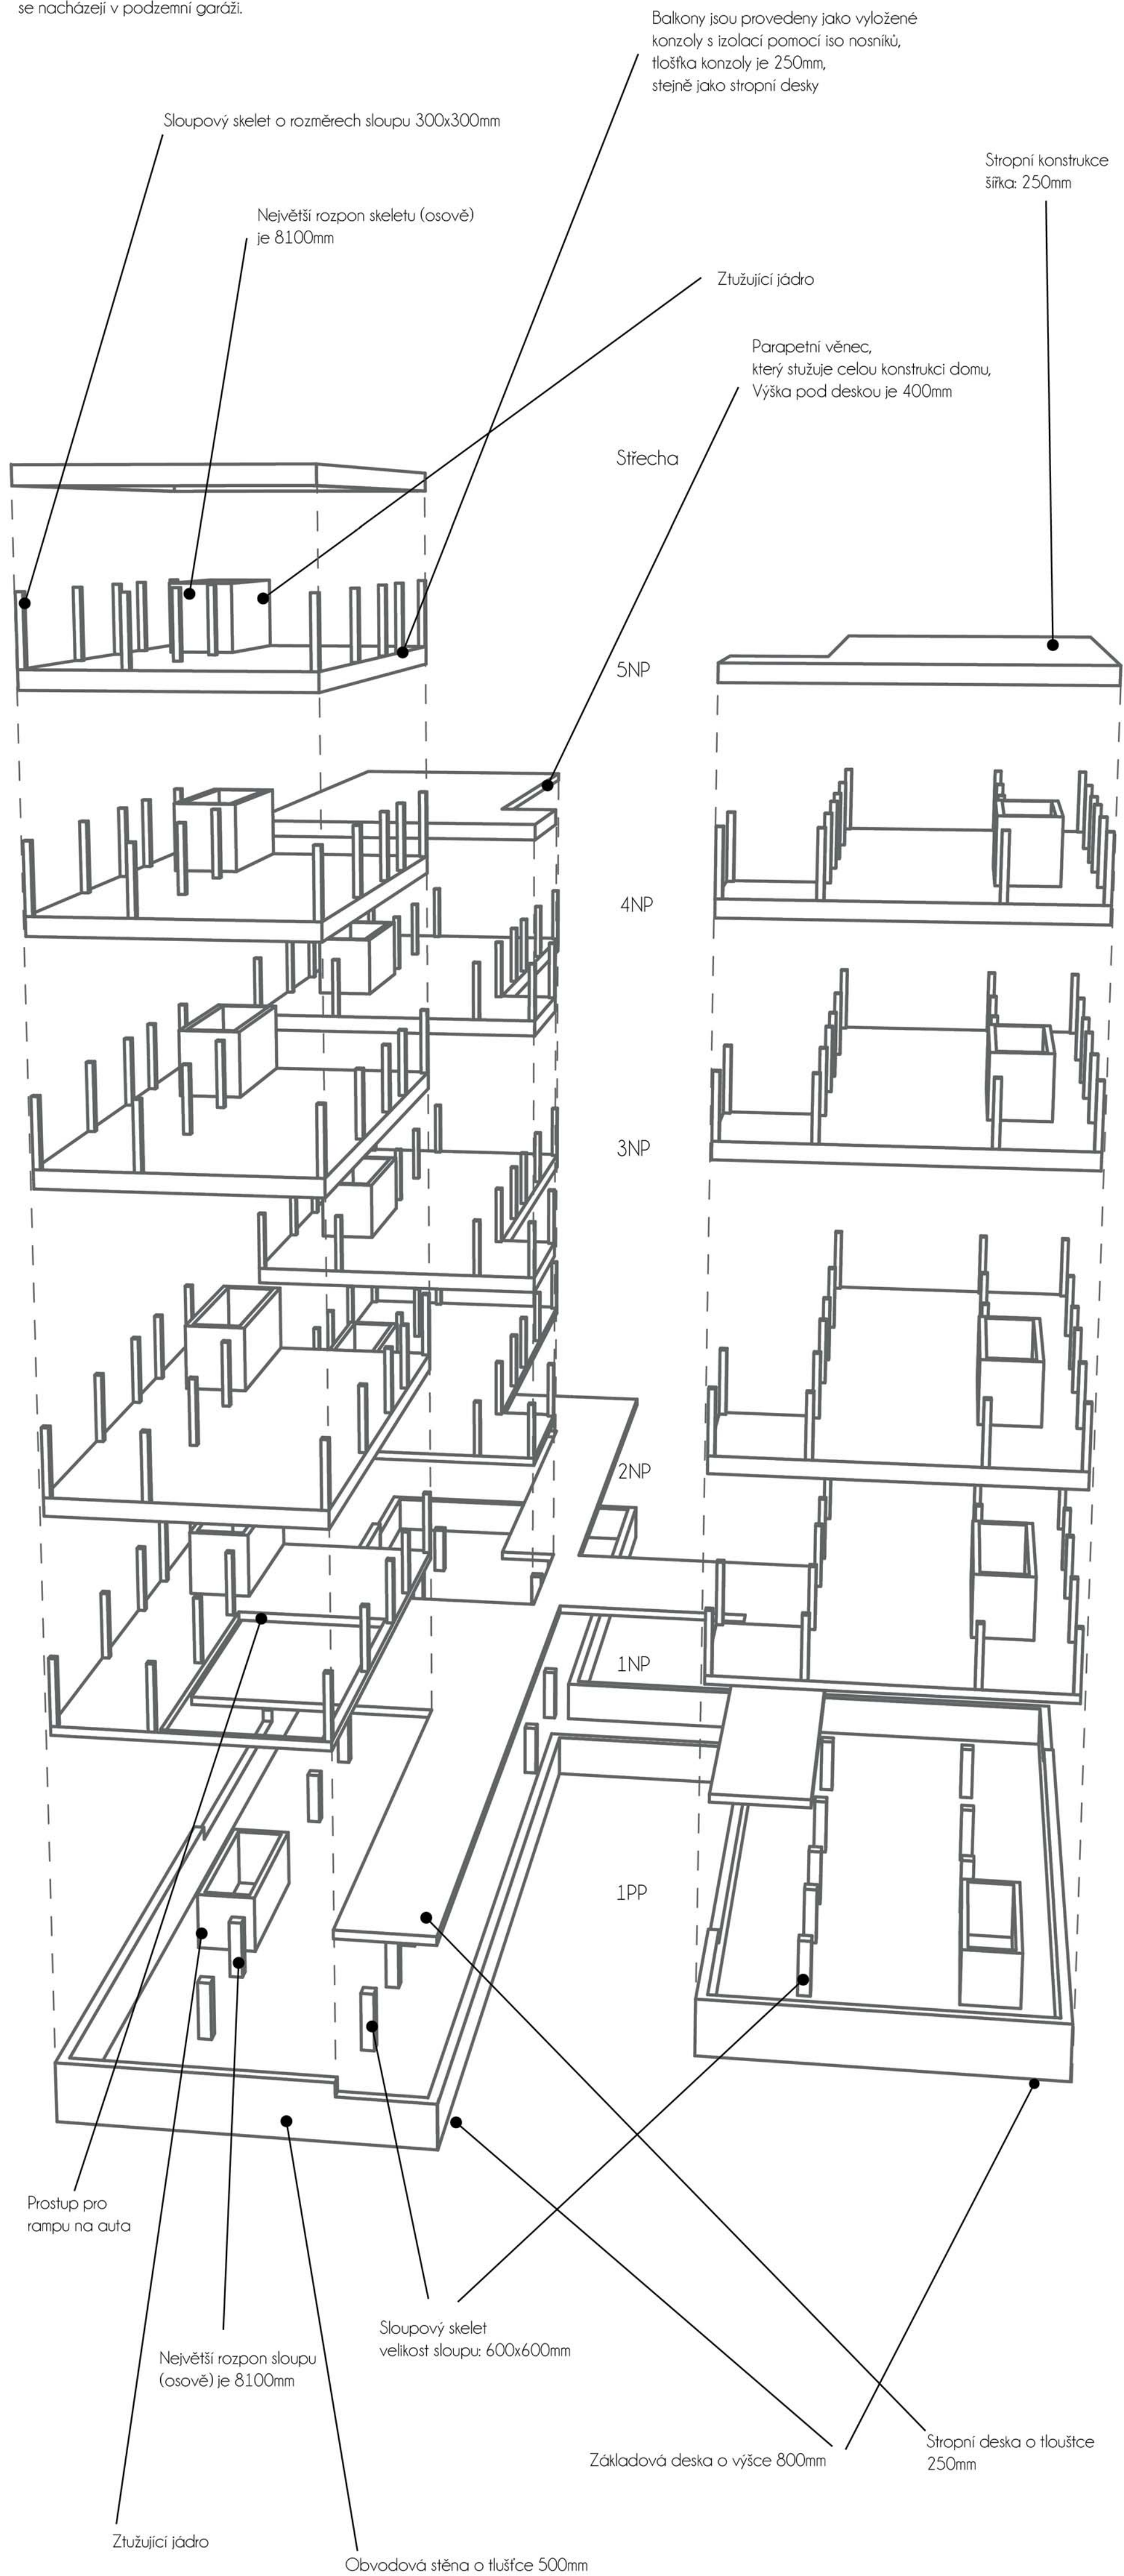 se nacházejí v podzemní garáži.
Balkony jsou provedeny jako vyložené
konzoly s izolací pomocí iso nosníků,
tlošťka konzoly je 250mm,
stejně jako stropní desky
Sloupový skelet o rozměrech sloupu 300x300mm
Stropní konstrukce
šířka: 250mm
Největší rozpon skeletu (osově)
je 8100mm
Ztužující jádro
Parapetní věnec,
který stužuje celou konstrukci domu,
Výška pod deskou je 400mm
Střecha
5NP
4NP
3NP
2NP
1NP
1PP
Prostup pro
rampu na auta
Sloupový skelet
velikost sloupu: 600x600mm
Největší rozpon sloupu
(osově) je 8100mm
Základová deska o výšce 800mm
Stropní deska o tlouštce
250mm
Ztužující jádro
Obvodová stěna o tlušťce 500mm